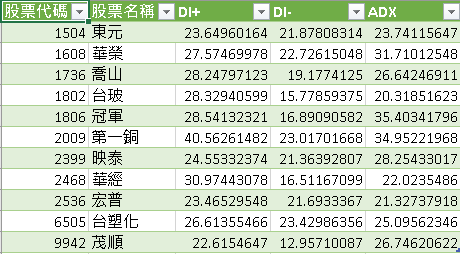 股票代碼 股票名稱 DI+ DI- ADX
1504 東元 23.64960164 21.87808314 23.74115647
1608 華榮 27.57469978 22.72615048 31.71012548
1736 喬山 28.24797123 19.1774125 26.64246911
1802 台玻 28.32940599 15.77859375 20.31851623
1806 冠軍 28.54132321 16.89090582 35.40341796
2009 第一銅 40.56261482 23.01701668 34.95221968
2399 映泰 24.55332374 21.36392807 28.25433017
2468 華經 30.97443078 16.51167099 22.0235486
2536 宏普 23.46529548 21.6933367 21.32737918
6505 台塑化 26.61355466 23.42986356 25.09562346
9942 茂順 22.6154647 12.95710087 26.74620622